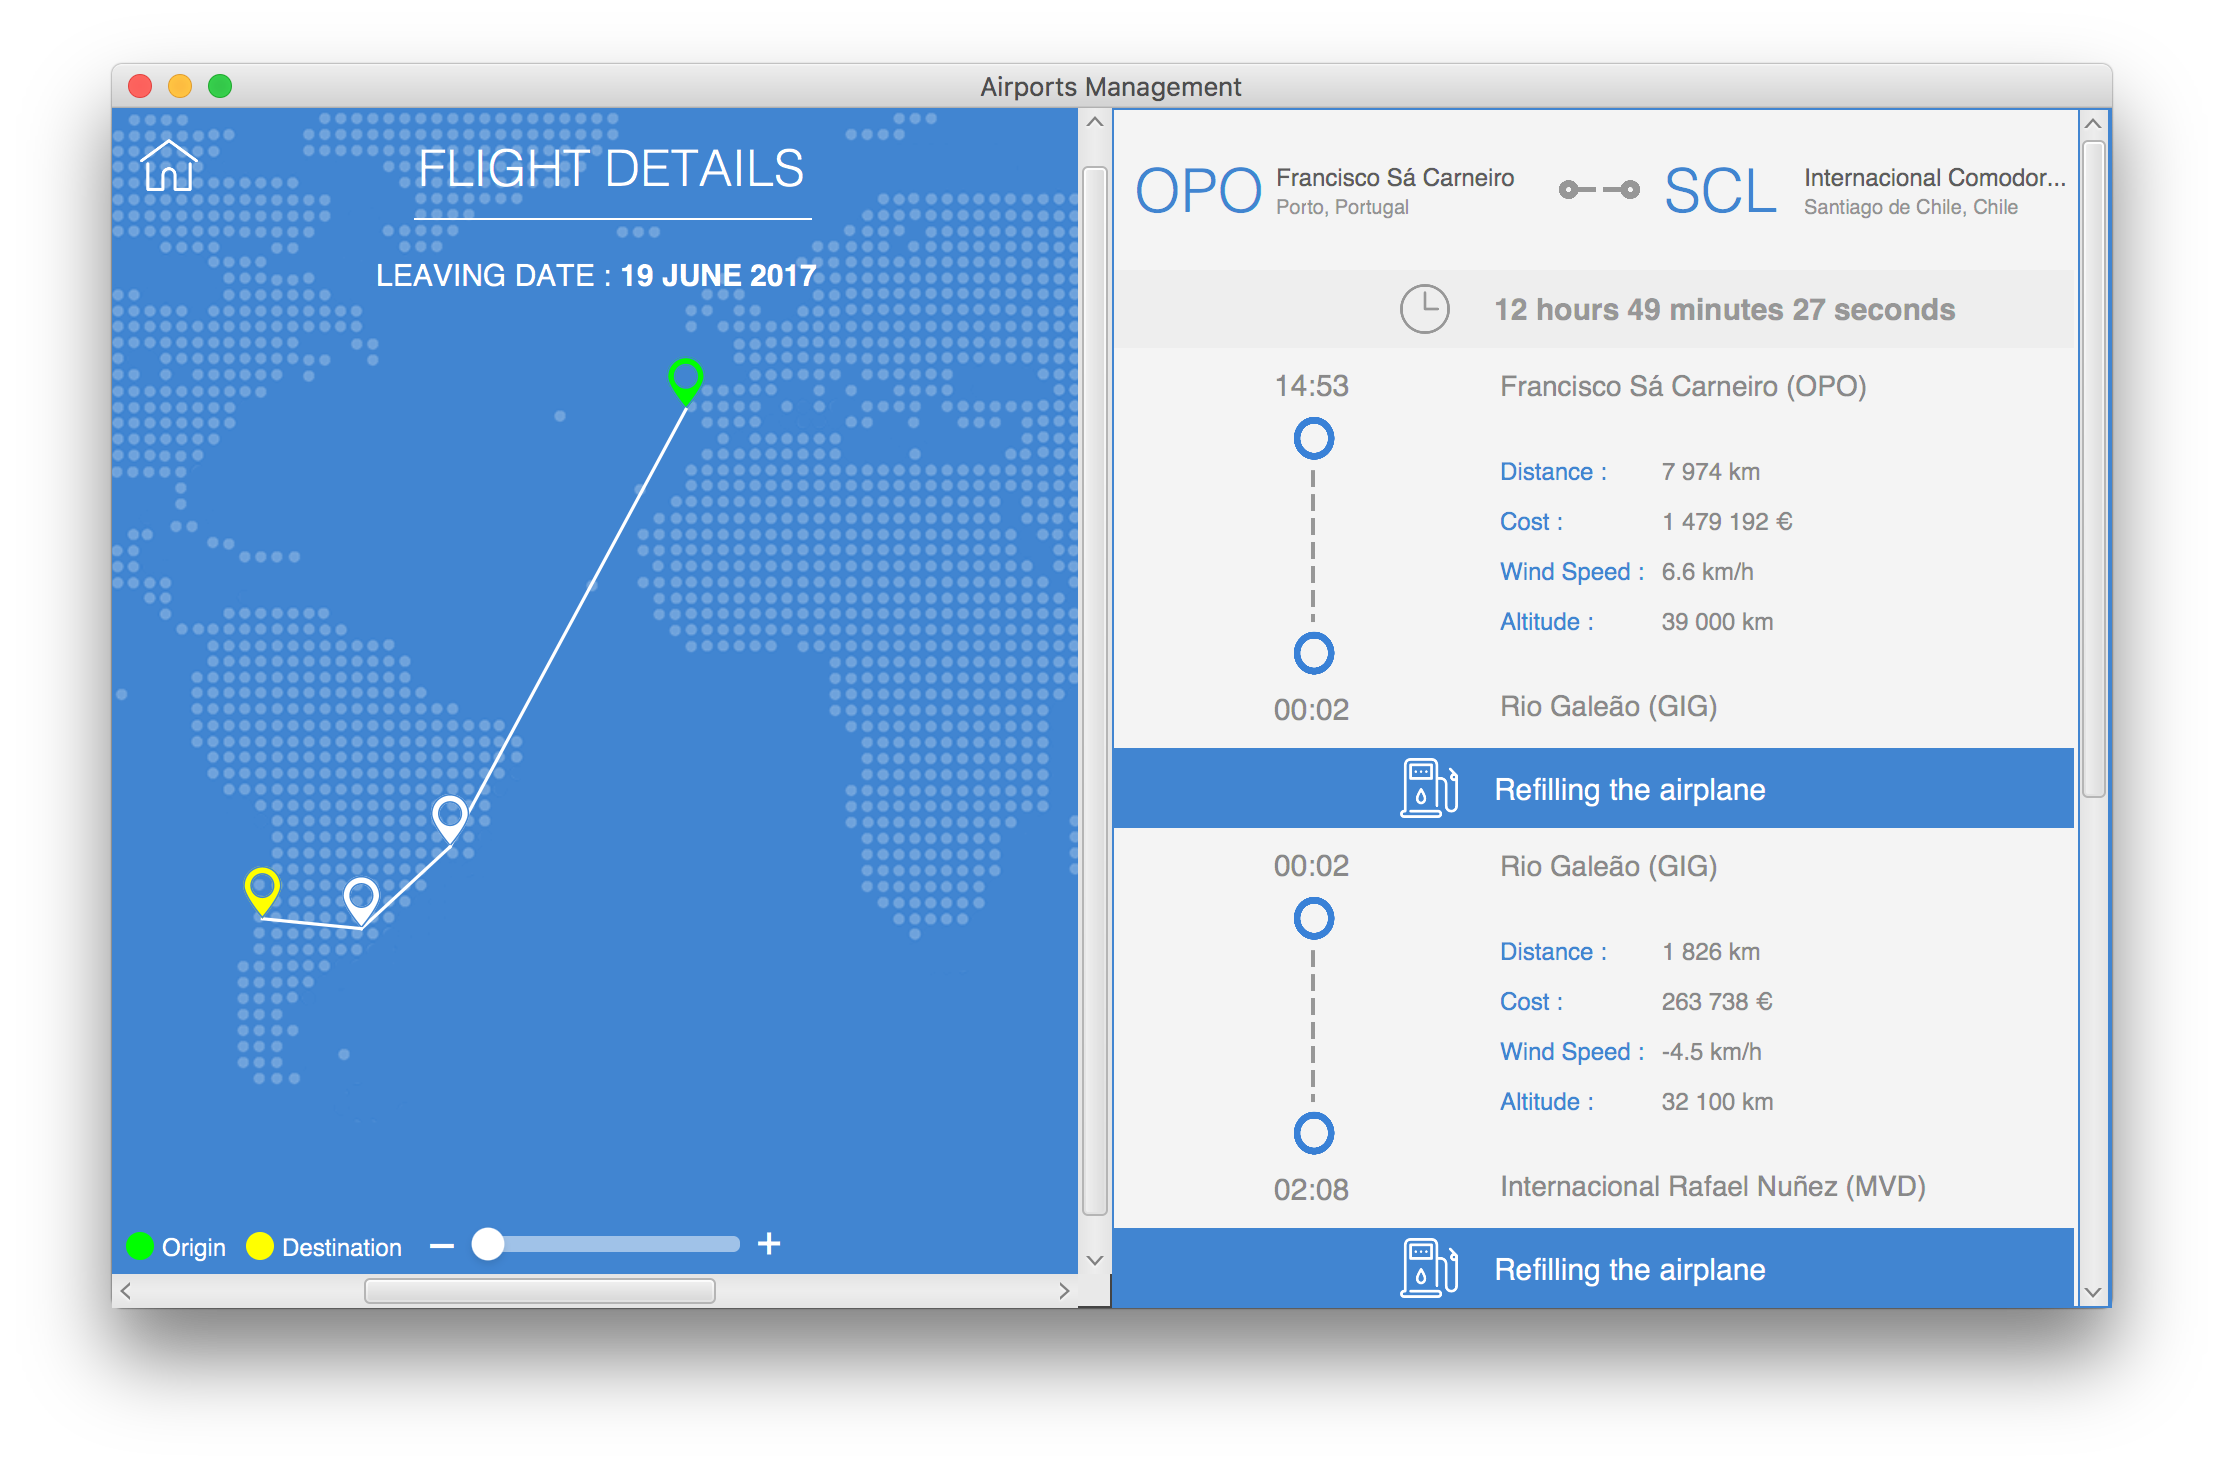 Airports Management
FLIGHT DETAILS
LEAVING DATE : 19 JUNE 2017
Origin
Destination
OPO
Francisco Sá Carneiro
Porto, Portugal
SCL
Internacional Comodor...
Santiago de Chile, Chile
12 hours 49 minutes 27 seconds
14:53 Francisco Sá Carneiro (OPO)
Distance : 7 974 km
Cost : 1 479 192 €
Wind Speed : 6.6 km/h
Altitude : 39 000 km
00:02 Rio Galeão (GIG)
Refilling the airplane
00:02 Rio Galeão (GIG)
Distance : 1 826 km
Cost : 263 738 €
Wind Speed : -4.5 km/h
Altitude : 32 100 km
02:08 Internacional Rafael Nuñez (MVD)
Refilling the airplane